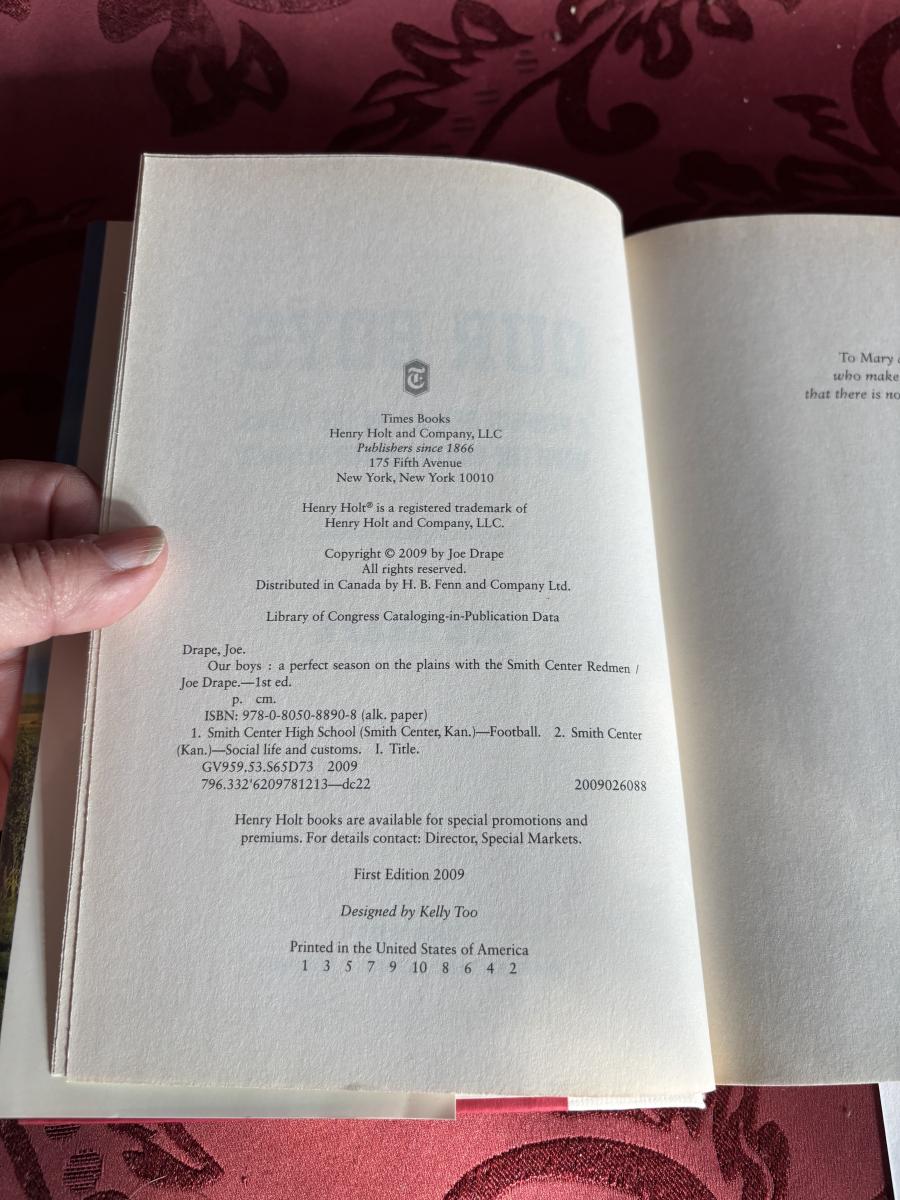 T
Times Books
Henry Holt and Company, LLC
Publishers since 1866
175 Fifth Avenue
New York, New York 10010
Henry Holt® is a registered trademark of
Henry Holt and Company, LLC.
Copyright © 2009 by Joe Drape
All rights reserved.
Distributed in Canada by H. B. Fenn and Company Ltd.
Library of Congress Cataloging-in-Publication Data
Drape, Joe.
Our boys : a perfect season on the plains with the Smith Center Redmen /
Joe Drape.—1st ed.
p. cm.
ISBN: 978-0-8050-8890-8 (alk. paper)
1. Smith Center High School (Smith Center, Kan.)—Football. 2. Smith Center
(Kan.)—Social life and customs. I. Title.
GV959.53.S65D73 2009
796.332'6209781213—dc22 2009026088
Henry Holt books are available for special promotions and
premiums. For details contact: Director, Special Markets.
First Edition 2009
Designed by Kelly Too
Printed in the United States of America
1 3 5 7 9 10 8 6 4 2
To Mary
who make
that there is no